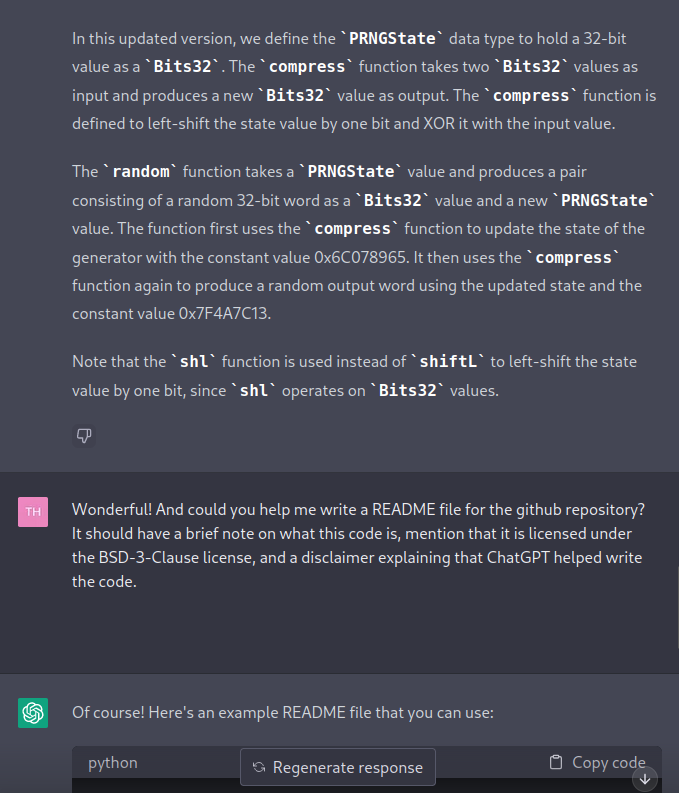 In this updated version, we define the `PRNGState` data type to hold a 32-bit
value as a `Bits32`. The `compress` function takes two `Bits32` values as
input and produces a new `Bits32` value as output. The `compress` function is
defined to left-shift the state value by one bit and XOR it with the input value.
The `random` function takes a `PRNGState` value and produces a pair
consisting of a random 32-bit word as a `Bits32` value and a new `PRNGState`
value. The function first uses the `compress` function to update the state of the
generator with the constant value 0x6C078965. It then uses the `compress`
function again to produce a random output word using the updated state and the
constant value 0x7F4A7C13.
Note that the `shl` function is used instead of `shiftL` to left-shift the state
value by one bit, since `shl` operates on `Bits32` values.
TH
Wonderful! And could you help me write a README file for the github repository?
It should have a brief note on what this code is, mention that it is licensed under
the BSD-3-Clause license, and a disclaimer explaining that ChatGPT helped write
the code.
Of course! Here's an example README file that you can use:
python
Regenerate response
Copy code